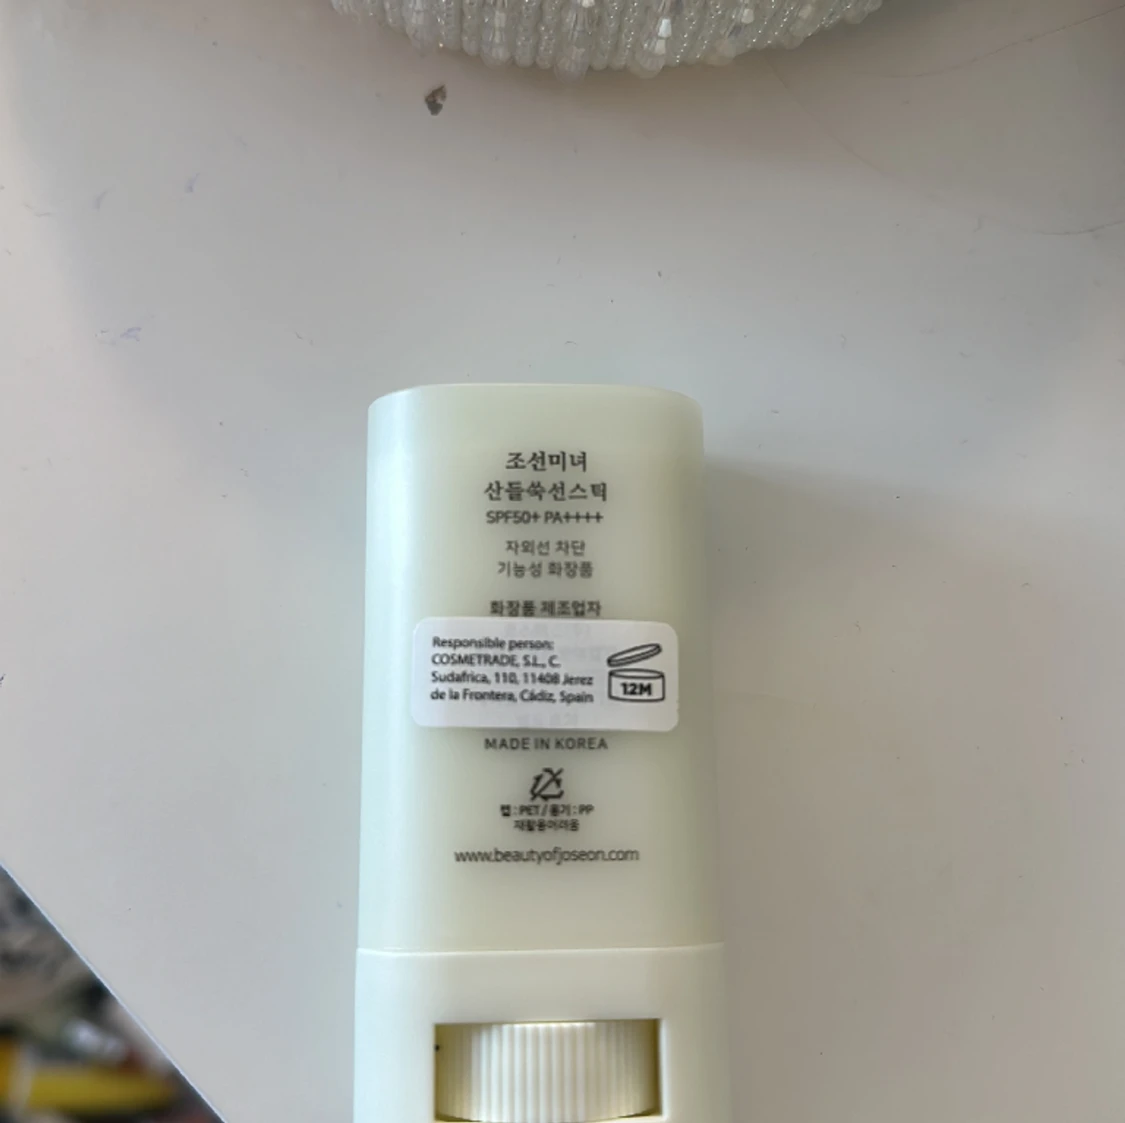 조선미녀
산들쑥선스틱
SPF50+ PA++++
자외선 차단
기능성 화장품
화장품 제조업자
Responsible person:
COSMETRADE, S.L., C.
Sudafrica, 110, 11408 Jerez
de la Frontera, Cádiz, Spain
12M
MADE IN KOREA
캡 : PET / 용기 : PP
재활용어려움
www.beautyofjoseon.com